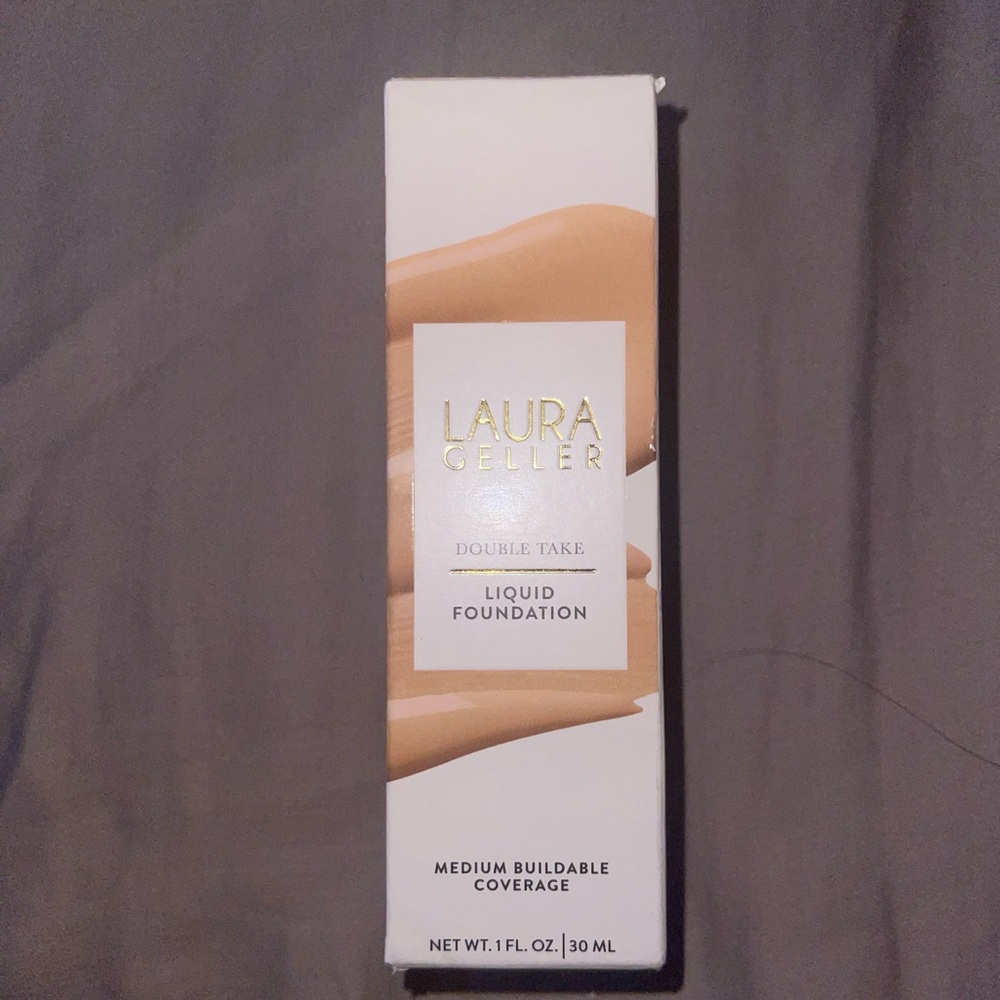 LAURA
GELLER
DOUBLE TAKE
LIQUID
FOUNDATION
MEDIUM BUILDABLE
COVERAGE
NET WT. 1 FL. OZ. | 30 ML